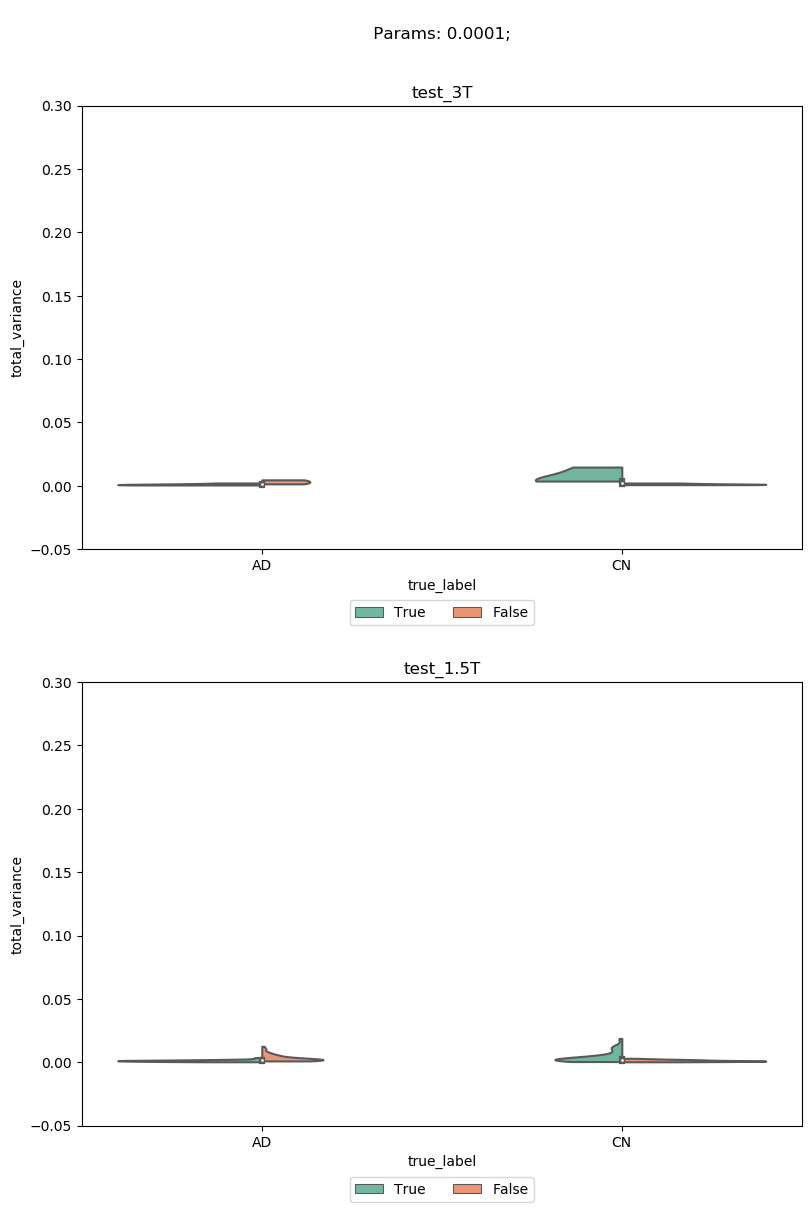 Params: 0.0001;
test_3T
0.30
0.25
0.20
0.15
0.10
0.05
0.00
−0.05
total_variance
AD CN
true_label
True False
test_1.5T
0.30
0.25
0.20
0.15
0.10
0.05
0.00
−0.05
total_variance
AD CN
true_label
True False